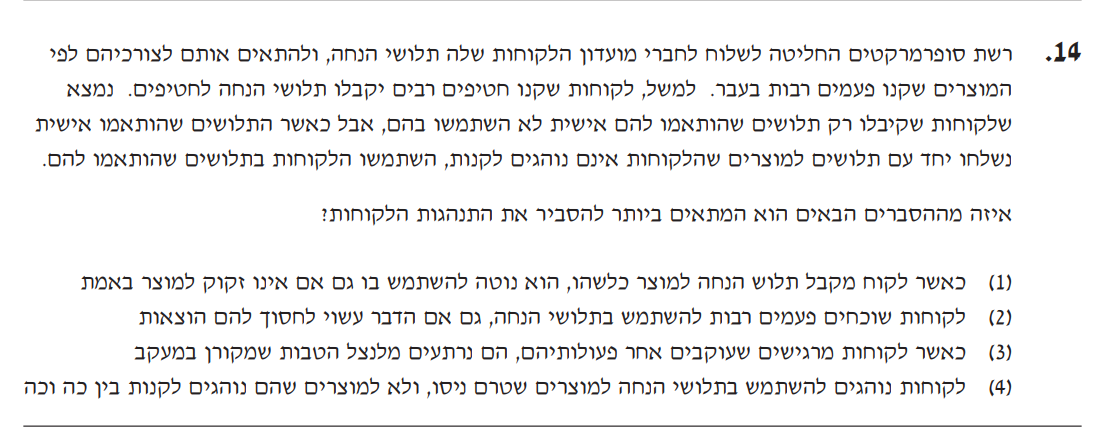 14. רשת סופרמרקטים החליטה לשלוח לחברי מועדון הלקוחות שלה תלושי הנחה, ולהתאים אותם לצורכיהם לפי
המוצרים שקנו פעמים רבות בעבר. למשל, לקוחות שקנו חטיפים רבים יקבלו תלושי הנחה לחטיפים. נמצא
שלקוחות שקיבלו רק תלושים שהותאמו להם אישית לא השתמשו בהם, אבל כאשר התלושים שהותאמו אישית
נשלחו יחד עם תלושים למוצרים שהלקוחות אינם נוהגים לקנות, השתמשו הלקוחות בתלושים שהותאמו להם.
איזה מההסברים הבאים הוא המתאים ביותר להסביר את התנהגות הלקוחות?
(1) כאשר לקוח מקבל תלוש הנחה למוצר כלשהו, הוא נוטה להשתמש בו גם אם אינו זקוק למוצר באמת
(2) לקוחות שוכחים פעמים רבות להשתמש בתלושי הנחה, גם אם הדבר עשוי לחסוך להם הוצאות
(3) כאשר לקוחות מרגישים שעוקבים אחר פעולותיהם, הם נרתעים מלנצל הטבות שמקורן במעקב
(4) לקוחות נוהגים להשתמש בתלושי הנחה למוצרים שטרם ניסו, ולא למוצרים שהם נוהגים לקנות בין כה וכה